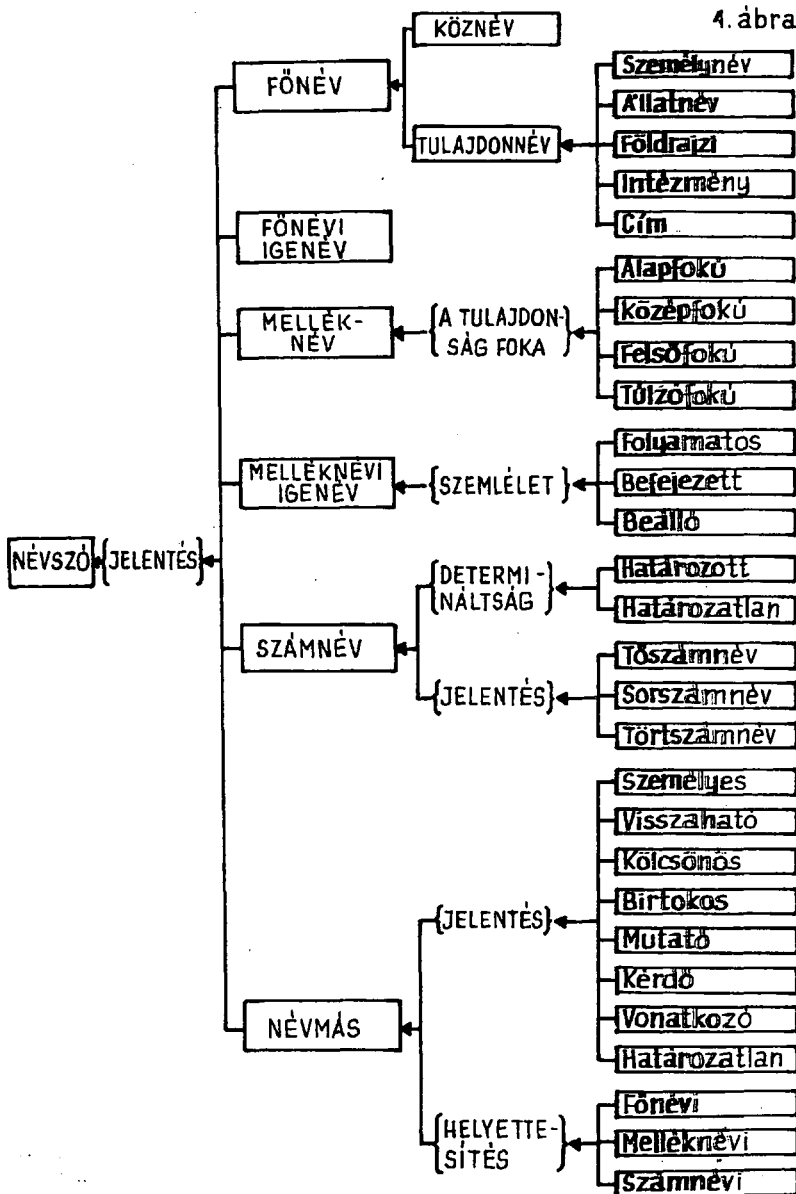 4. ábra
KÖZNÉV
FŐNÉV
TULAJDONNÉV
Személynév
Állatnév
Földrajzi
Intézmény
Cím
FŐNÉVI
IGENÉV
MELLÉK-
NÉV
{A TULAJDON-
SÁG FOKA}
Alapfokú
középfokú
Felsőfokú
Túlzófokú
MELLÉKNÉVI
IGENÉV
{SZEMLÉLET}
Folyamatos
Befejezett
Beálló
NÉVSZÓ
{JELENTÉS}
SZÁMNÉV
{DETERMI-
NÁLTSÁG}
Határozott
Határozatlan
{JELENTÉS}
Tőszámnév
Sorszámnév
Törtszámnév
NÉVMÁS
{JELENTÉS}
Személyes
Visszaható
Kölcsönös
Birtokos
Mutató
Kérdő
Vonatkozó
Határozatlan
{HELYETTE-
SÍTÉS}
Főnévi
Melléknévi
Számnévi